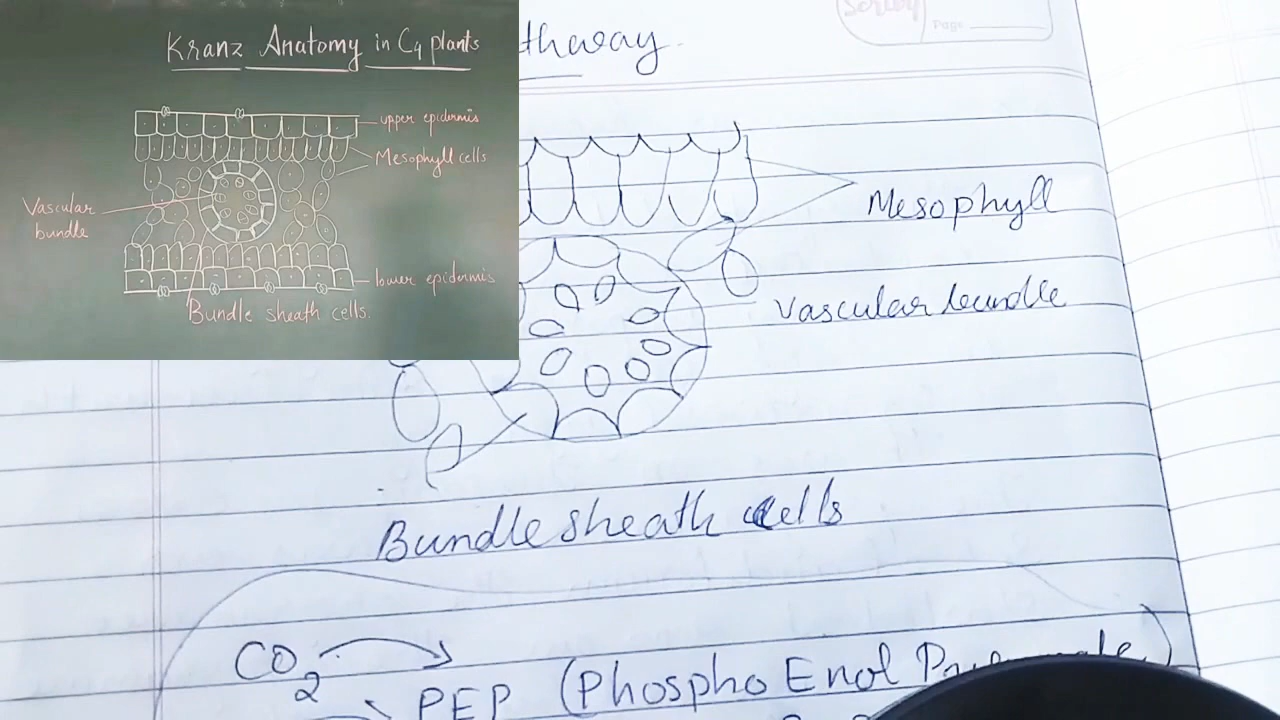 Kranz Anatomy in C4 plants
upper epidermis
Mesophyll cells
Vascular
bundle
lower epidermis
Bundle sheath cells.
thway
Page
Mesophyll
Vascular bundle
Bundle sheath cells
CO2
PEP (Phospho Enol